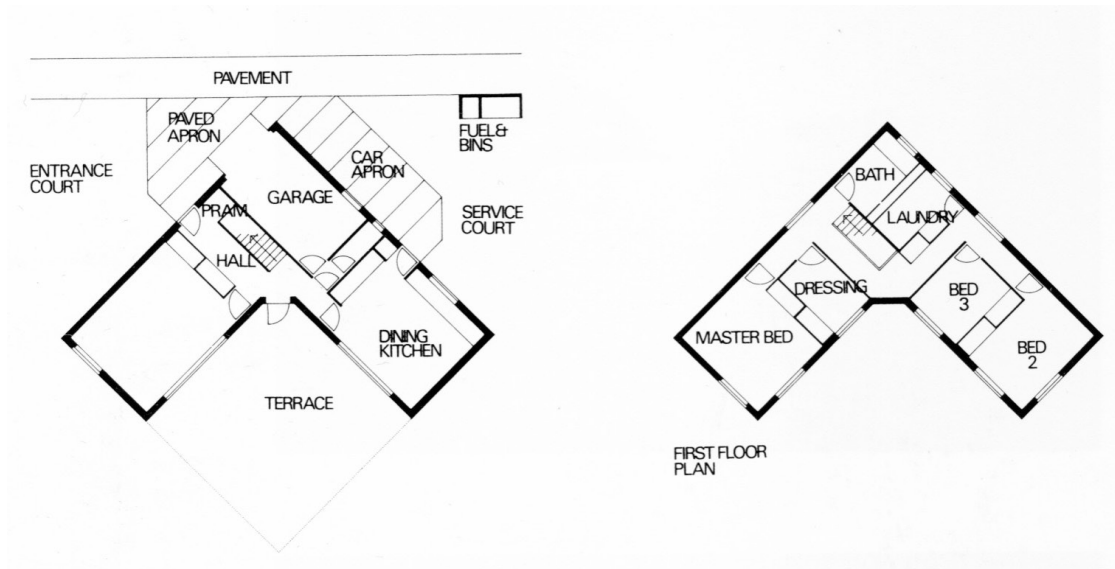 PAVEMENT
PAVED
APRON
FUEL&
BINS
ENTRANCE
COURT
CAR
APRON
PRAM
GARAGE
SERVICE
COURT
HALL
DINING
KITCHEN
TERRACE
BATH
LAUNDRY
DRESSING
BED
3
MASTER BED
BED
2
FIRST FLOOR
PLAN